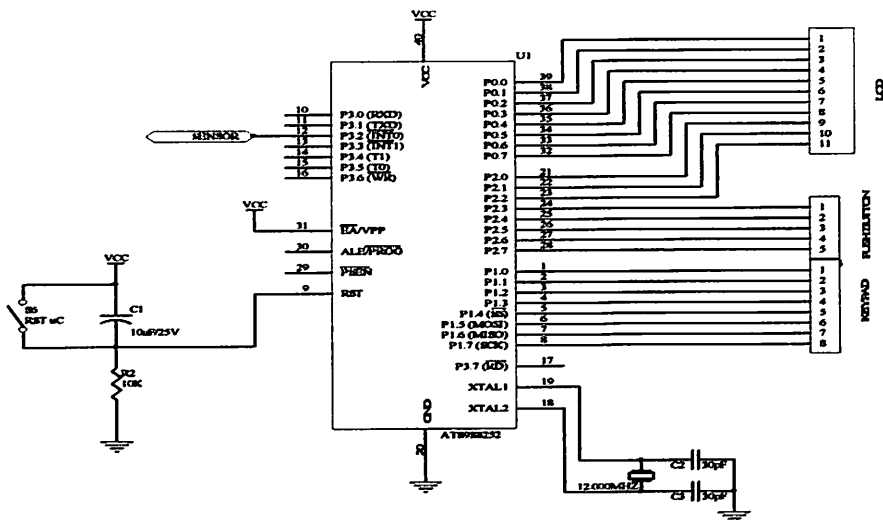 VCC
40
VCC
U1
10
P3.0 (RXD)
11
P3.1 (TXD)
12
P3.2 (INT0)
13
P3.3 (INT1)
14
P3.4 (T1)
15
P3.5 (T0)
16
P3.6 (WR)
VCC
31
EA/VPP
30
ALE/PROG
29
PSEN
9
RST
VCC
S6
RST uC
C1
10uF/25V
R2
10K
P0.0
39
P0.1
38
P0.2
37
P0.3
36
P0.4
35
P0.5
34
P0.6
33
P0.7
32
P2.0
21
P2.1
22
P2.2
23
P2.3
24
P2.4
25
P2.5
26
P2.6
27
P2.7
28
P1.0
1
P1.1
2
P1.2
3
P1.3
4
P1.4 (SS)
5
P1.5 (MOSI)
6
P1.6 (MISO)
7
P1.7 (SCK)
8
P3.7 (RD)
17
XTAL1
19
XTAL2
18
GND
20
AT89S8252
1
2
3
4
5
6
7
8
9
10
11
LCD
1
2
3
4
5
PUSHBUTTON
1
2
3
4
5
6
7
8
KEYPAD
12.000MHZ
C2
30pF
C3
30pF